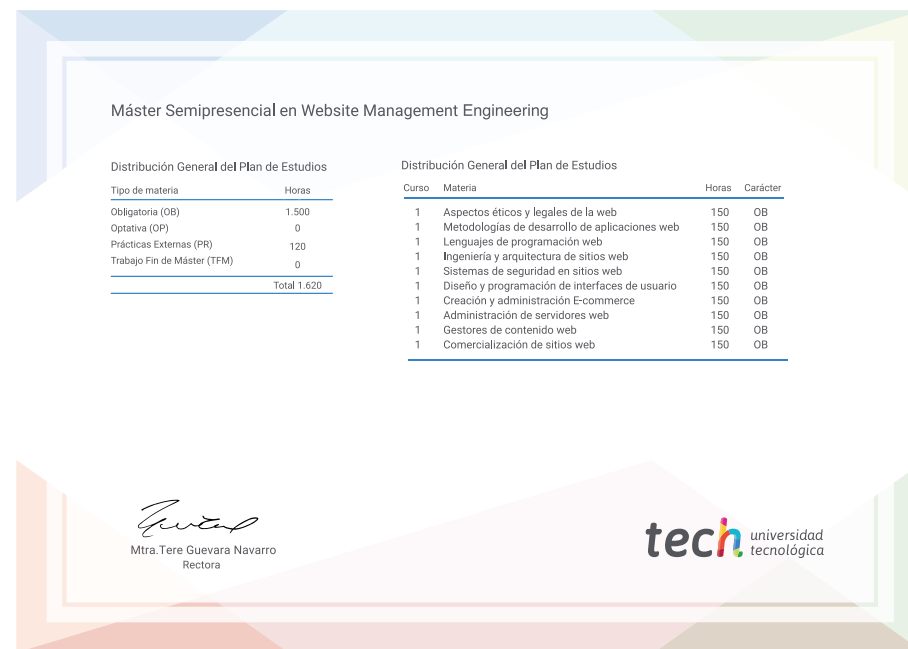 Máster Semipresencial en Website Management Engineering
Distribución General del Plan de Estudios
Tipo de materia Horas
Obligatoria (OB) 1.500
Optativa (OP) 0
Prácticas Externas (PR) 120
Trabajo Fin de Máster (TFM) 0
Total 1.620
Distribución General del Plan de Estudios
Curso Materia Horas Carácter
1 Aspectos éticos y legales de la web 150 OB
1 Metodologías de desarrollo de aplicaciones web 150 OB
1 Lenguajes de programación web 150 OB
1 Ingeniería y arquitectura de sitios web 150 OB
1 Sistemas de seguridad en sitios web 150 OB
1 Diseño y programación de interfaces de usuario 150 OB
1 Creación y administración E-commerce 150 OB
1 Administración de servidores web 150 OB
1 Gestores de contenido web 150 OB
1 Comercialización de sitios web 150 OB
Mtra.Tere Guevara Navarro
Rectora
tech universidad
tecnológica